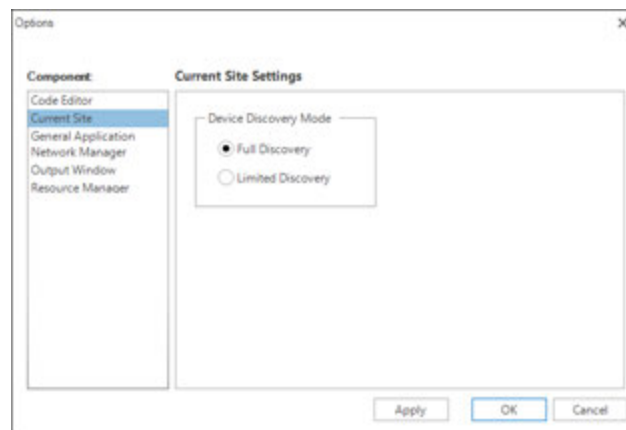 Options
Component:
Current Site Settings
Code Editor
Current Site
General Application
Network Manager
Output Window
Resource Manager
Device Discovery Mode
Full Discovery
Limited Discovery
Apply
OK
Cancel